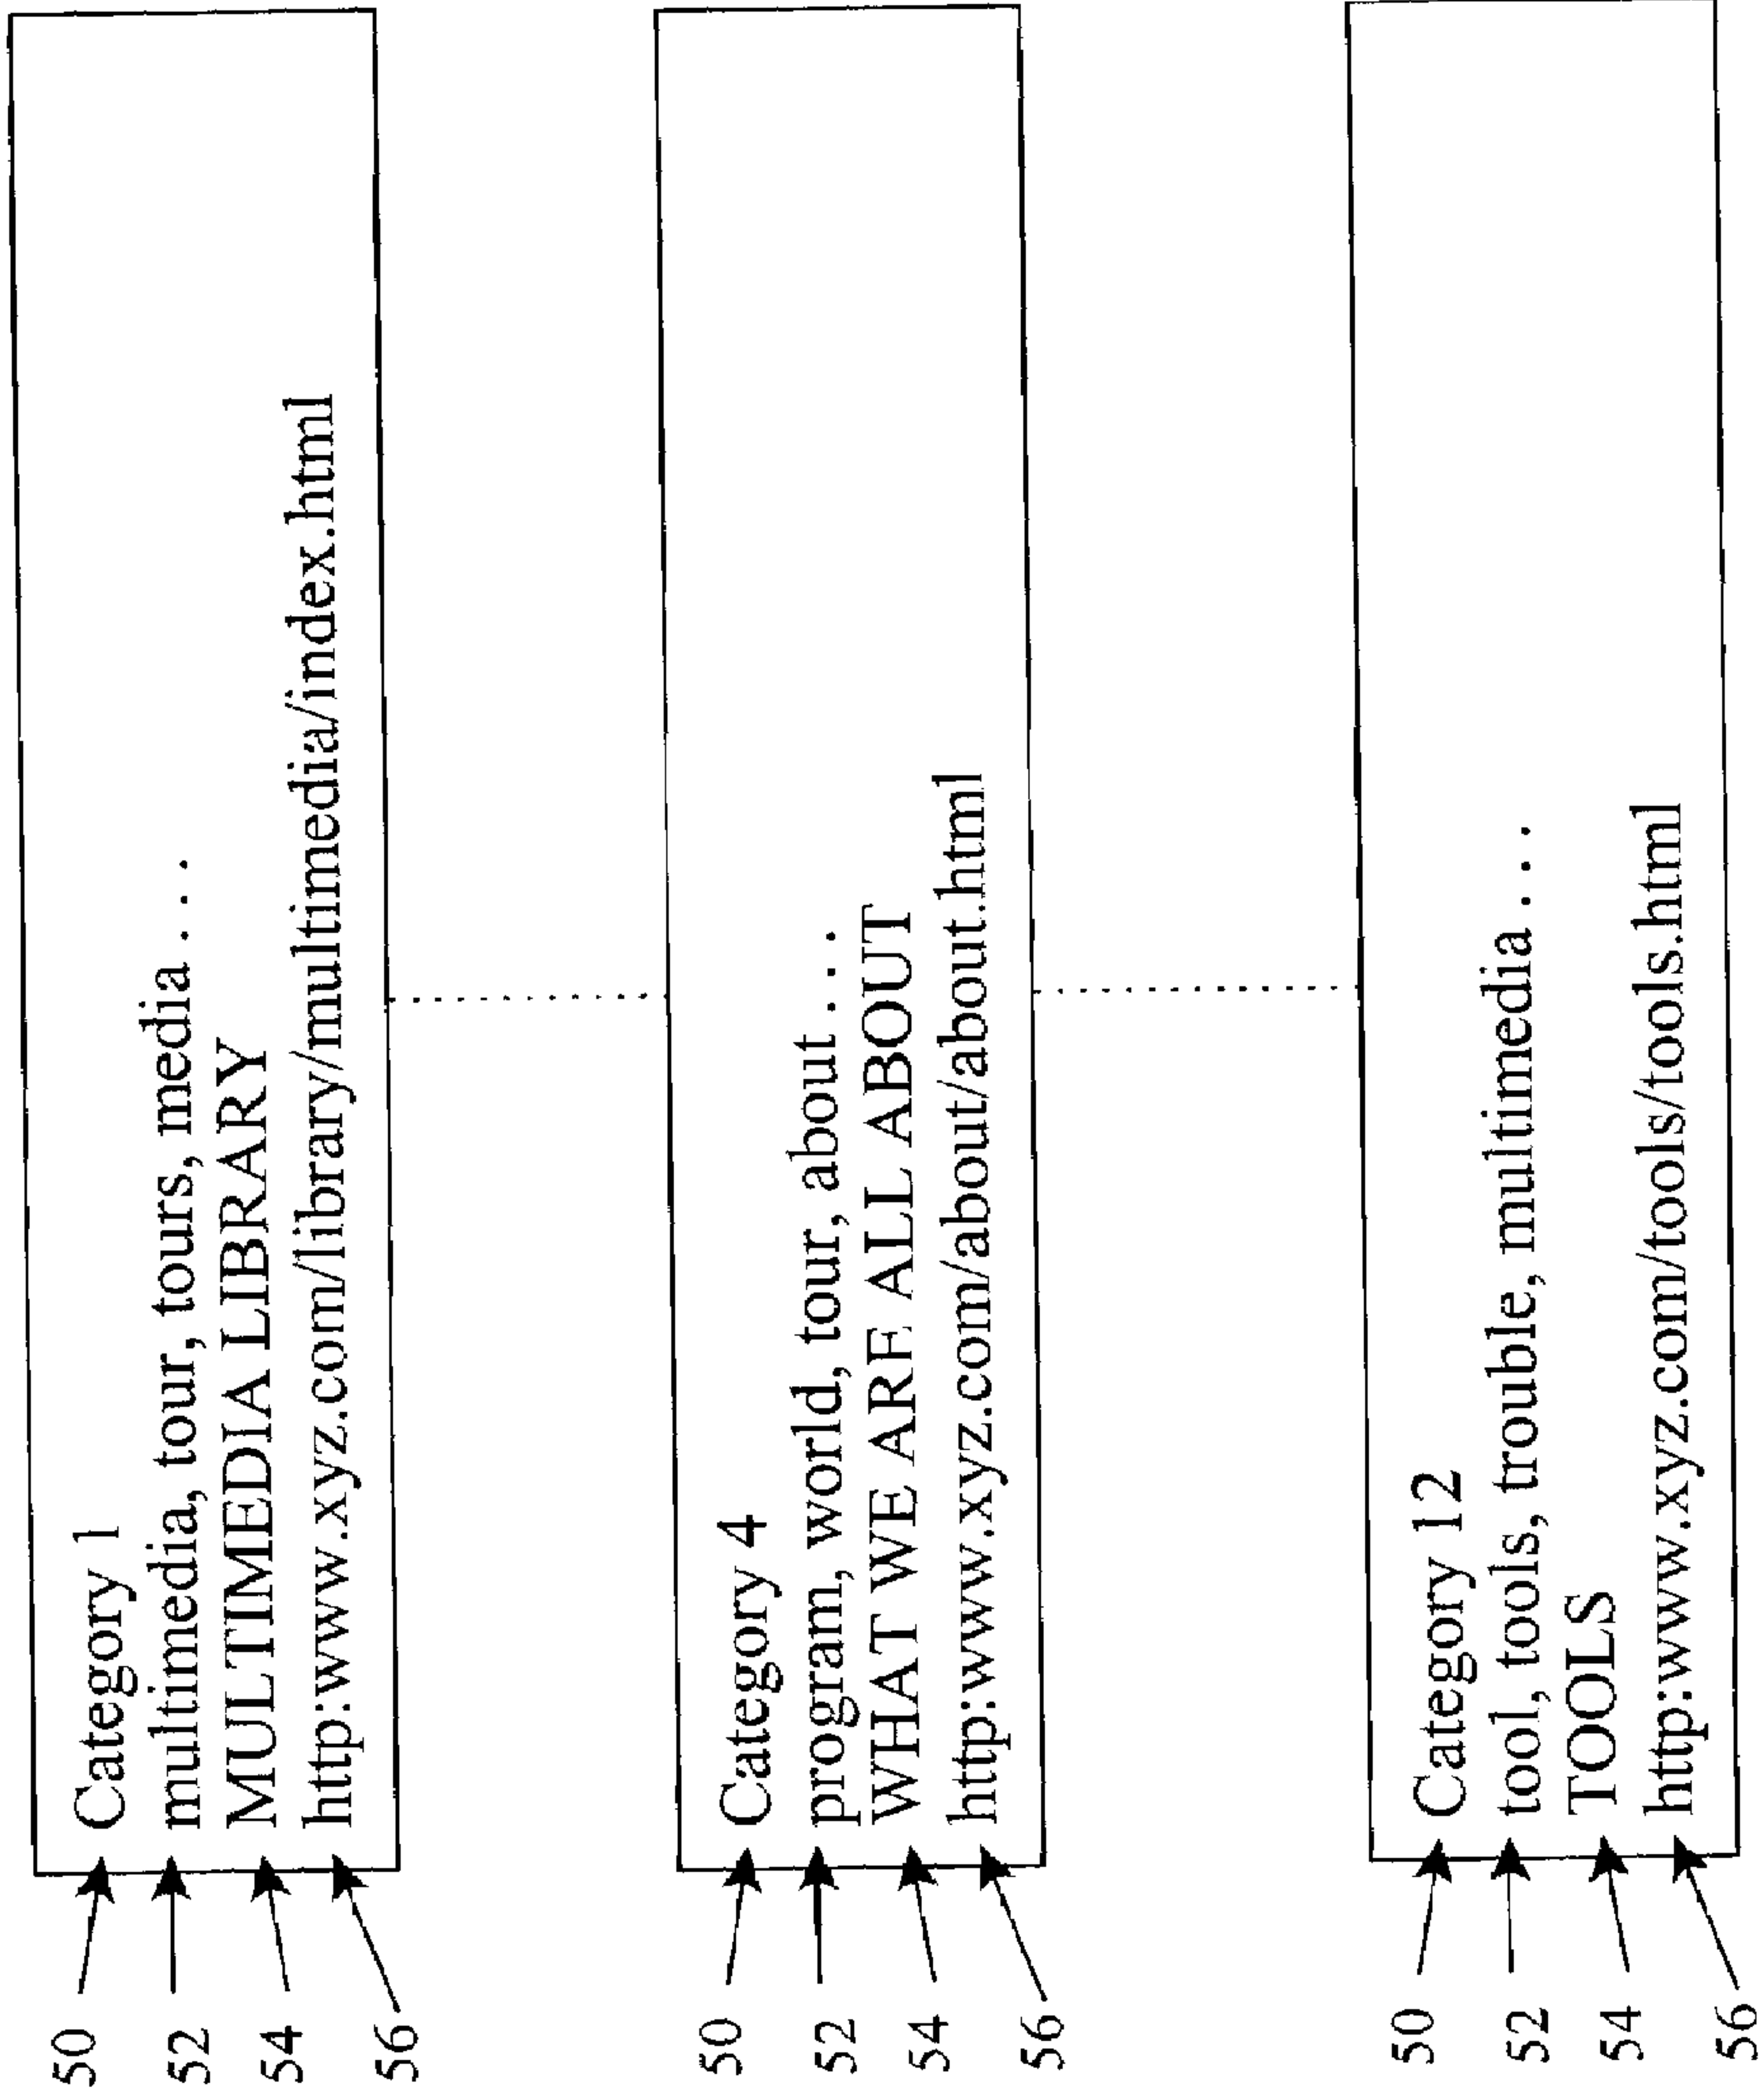 50 Category 1
52 multimedia, tour, tours, media . . .
54 MULTIMEDIA LIBRARY
56 http:www.xyz.com/library/multimedia/index.html
50 Category 4
52 program, world, tour, about . . .
54 WHAT WE ARE ALL ABOUT
56 http:www.xyz.com/about/about.html
50 Category 12
52 tool, tools, trouble, multimedia . . .
54 TOOLS
56 http:www.xyz.com/tools/tools.html